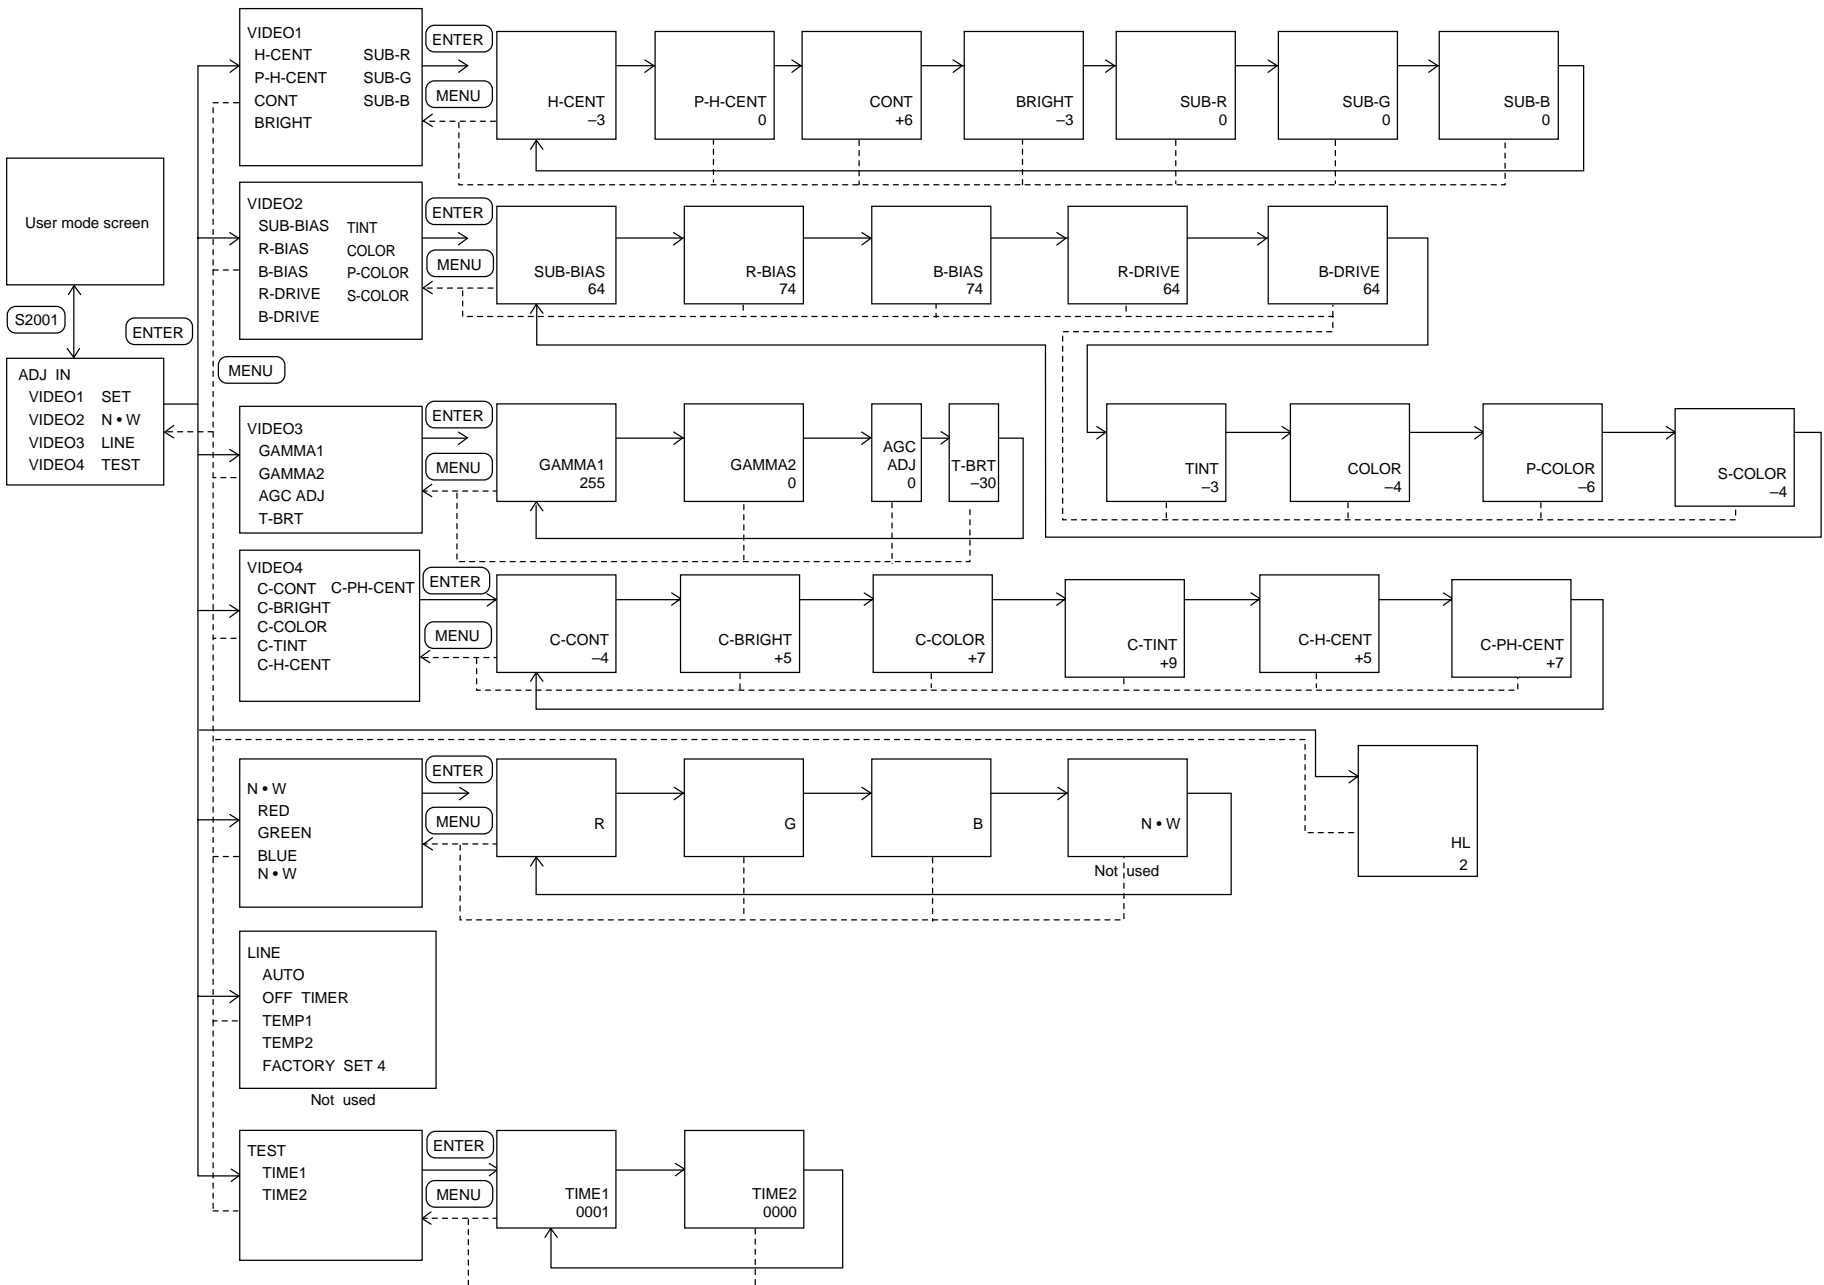 User mode screen
S2001
ENTER
MENU
ADJ IN
VIDEO1 SET
VIDEO2 N • W
VIDEO3 LINE
VIDEO4 TEST
VIDEO1
H-CENT SUB-R
P-H-CENT SUB-G
CONT SUB-B
BRIGHT
ENTER
MENU
H-CENT
–3
P-H-CENT
0
CONT
+6
BRIGHT
–3
SUB-R
0
SUB-G
0
SUB-B
0
VIDEO2
SUB-BIAS TINT
R-BIAS COLOR
B-BIAS P-COLOR
R-DRIVE S-COLOR
B-DRIVE
ENTER
MENU
SUB-BIAS
64
R-BIAS
74
B-BIAS
74
R-DRIVE
64
B-DRIVE
64
TINT
–3
COLOR
–4
P-COLOR
–6
S-COLOR
–4
VIDEO3
GAMMA1
GAMMA2
AGC ADJ
T-BRT
ENTER
MENU
GAMMA1
255
GAMMA2
0
AGC
ADJ
0
T-BRT
–30
VIDEO4
C-CONT C-PH-CENT
C-BRIGHT
C-COLOR
C-TINT
C-H-CENT
ENTER
MENU
C-CONT
–4
C-BRIGHT
+5
C-COLOR
+7
C-TINT
+9
C-H-CENT
+5
C-PH-CENT
+7
HL
2
N • W
RED
GREEN
BLUE
N • W
ENTER
MENU
R
G
B
N • W
Not used
LINE
AUTO
OFF TIMER
TEMP1
TEMP2
FACTORY SET 4
Not used
TEST
TIME1
TIME2
ENTER
MENU
TIME1
0001
TIME2
0000